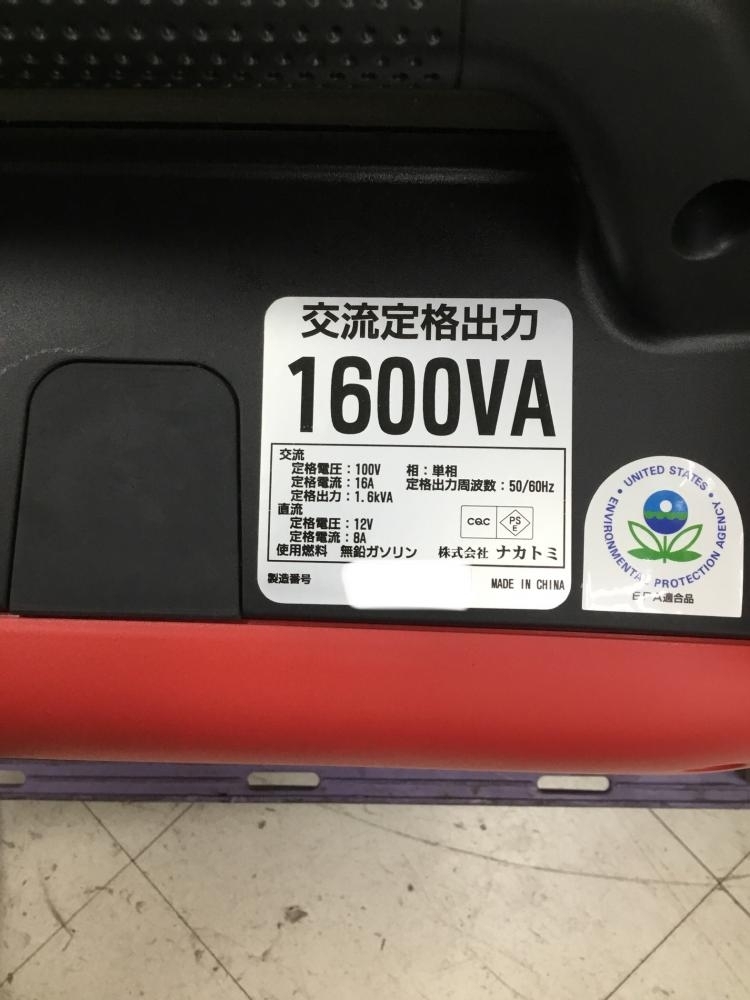 交流定格出力
1600VA
交流
定格電圧：100V 相：単相
定格電流：16A 定格出力周波数：50/60Hz
定格出力：1.6kVA
直流
定格電圧：12V
定格電流：8A
CQC PS E
使用燃料 無鉛ガソリン 株式会社 ナカトミ
製造番号 MADE IN CHINA
UNITED STATES
ENVIRONMENTAL PROTECTION AGENCY
EPA適合品